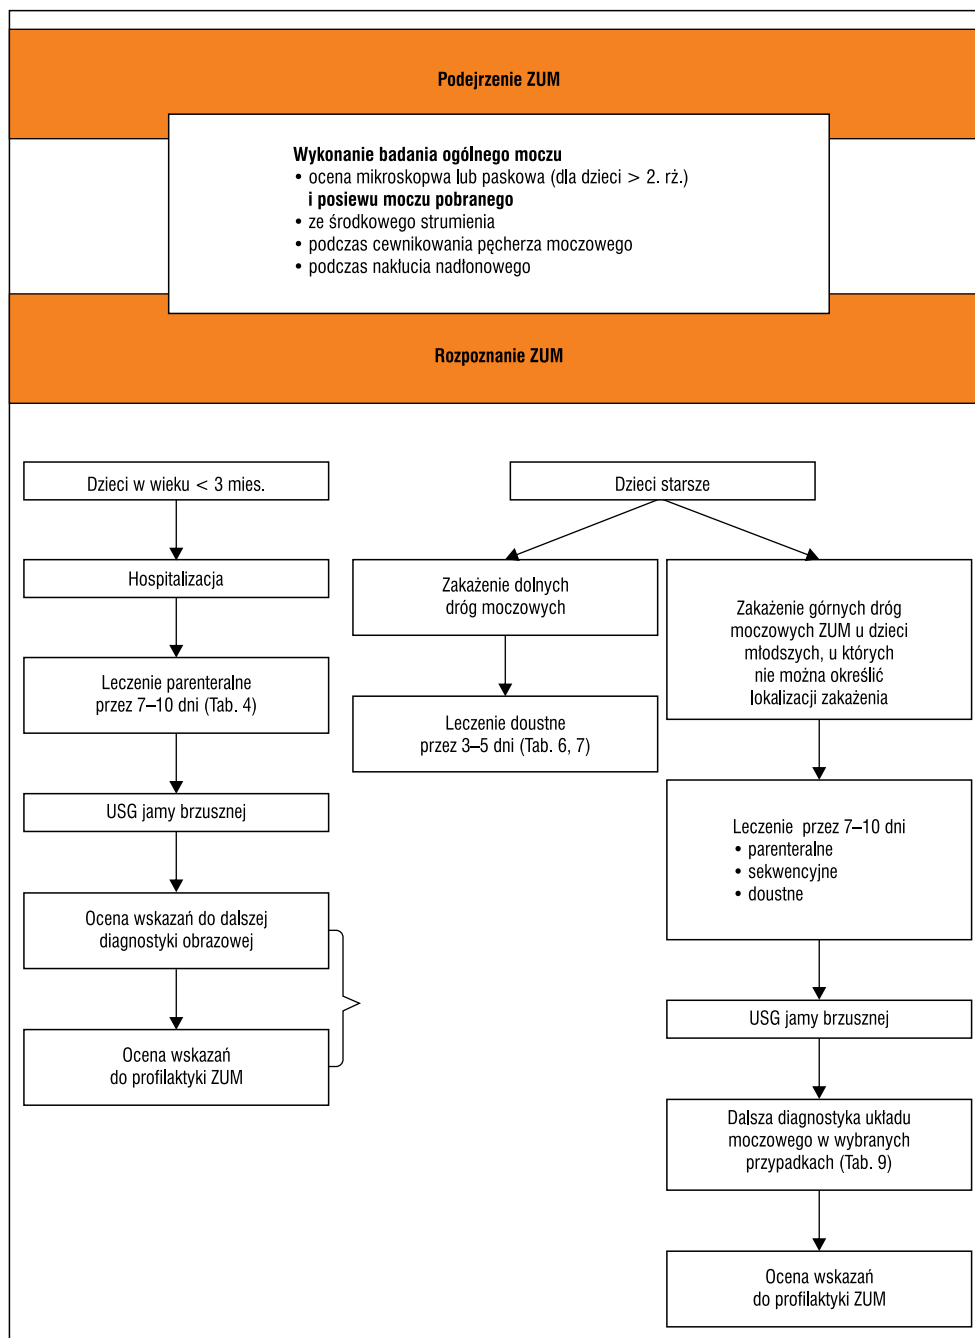 Podejrzenie ZUM
Wykonanie badania ogólnego moczu
• ocena mikroskopwa lub paskowa (dla dzieci > 2. rż.)
i posiewu moczu pobranego
• ze środkowego strumienia
• podczas cewnikowania pęcherza moczowego
• podczas nakłucia nadłonowego
Rozpoznanie ZUM
Dzieci w wieku < 3 mies.
Hospitalizacja
Leczenie parenteralne
przez 7–10 dni (Tab. 4)
USG jamy brzusznej
Ocena wskazań do dalszej
diagnostyki obrazowej
Ocena wskazań
do profilaktyki ZUM
Dzieci starsze
Zakażenie dolnych
dróg moczowych
Leczenie doustne
przez 3–5 dni (Tab. 6, 7)
Zakażenie górnych dróg
moczowych ZUM u dzieci
młodszych, u których
nie można określić
lokalizacji zakażenia
Leczenie przez 7–10 dni
• parenteralne
• sekwencyjne
• doustne
USG jamy brzusznej
Dalsza diagnostyka układu
moczowego w wybranych
przypadkach (Tab. 9)
Ocena wskazań
do profilaktyki ZUM